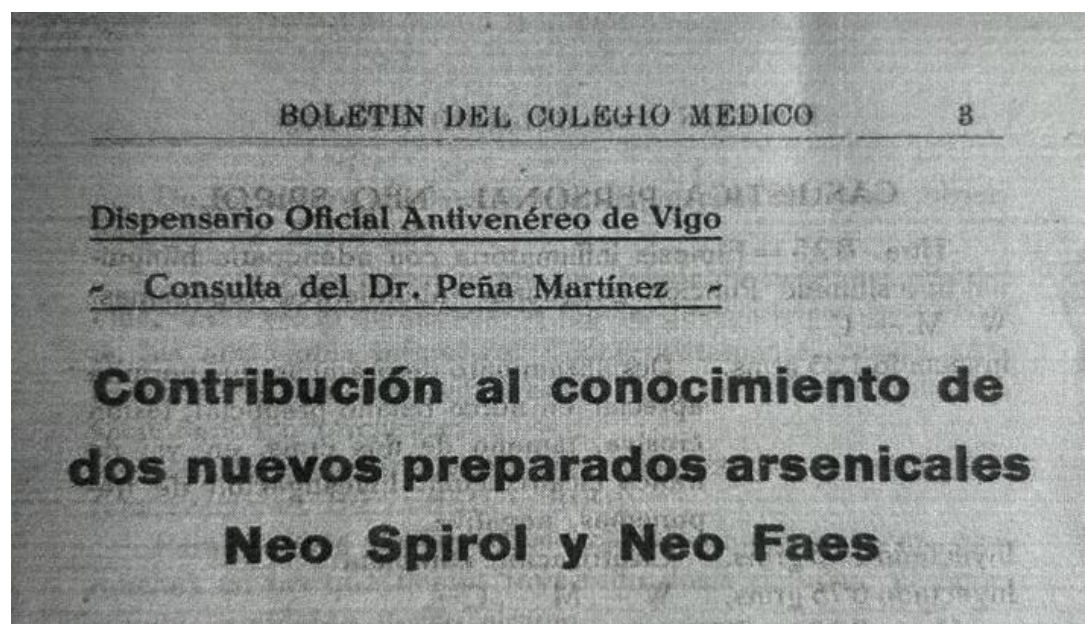 BOLETIN DEL COLEGIO MEDICO 3
Dispensario Oficial Antivenéreo de Vigo
- Consulta del Dr. Peña Martínez -
Contribución al conocimiento de
dos nuevos preparados arsenicales
Neo Spirol y Neo Faes